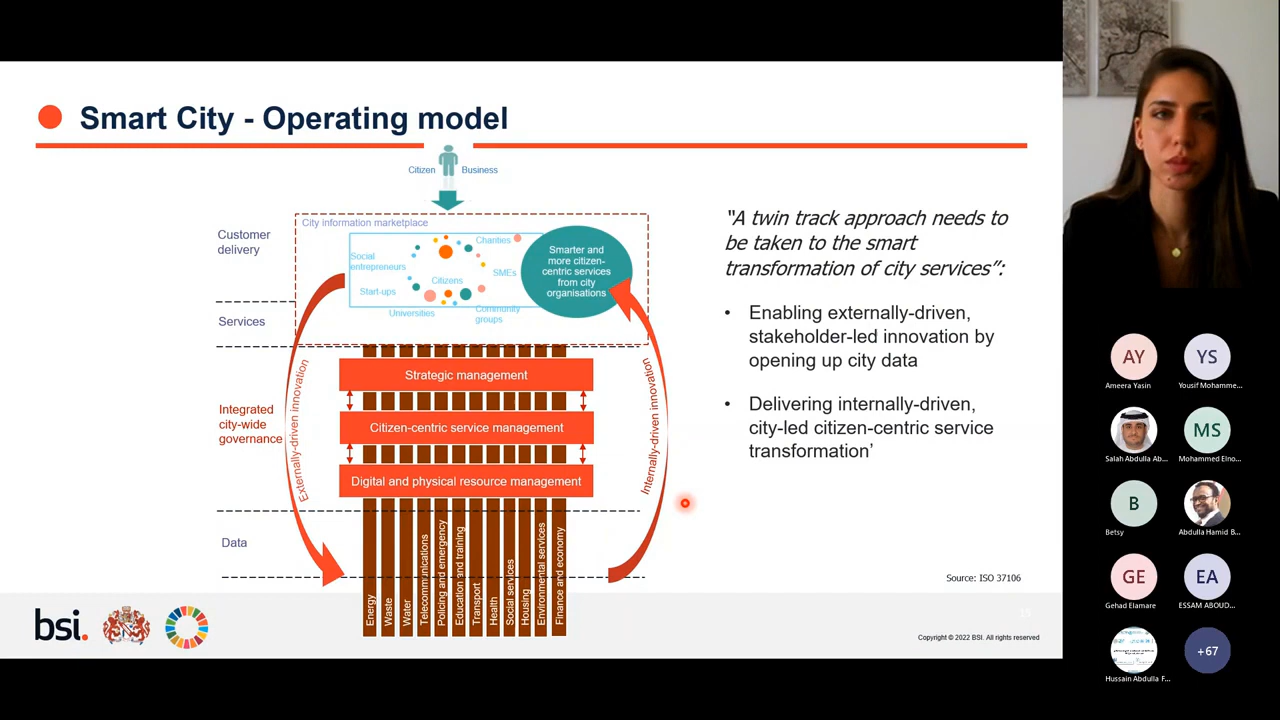 Smart City - Operating model
Citizen
Business
City information marketplace
Customer
delivery
Services
Integrated
city-wide
governance
Data
Social
entrepreneurs
Charities
SMEs
Citizens
Start-ups
Universities
Community
groups
Smarter and
more citizen-
centric services
from city
organisations
Externally-driven innovation
Internally-driven innovation
Strategic management
Citizen-centric service management
Digital and physical resource management
Energy
Waste
Water
Telecommunications
Policing and emergency
Education and training
Transport
Health
Social services
Housing
Environmental services
Finance and economy
“A twin track approach needs to
be taken to the smart
transformation of city services”:
• Enabling externally-driven,
stakeholder-led innovation by
opening up city data
• Delivering internally-driven,
city-led citizen-centric service
transformation’
Source: ISO 37106
bsi.
Copyright © 2022 BSI. All rights reserved
AY
YS
Ameera Yasin
Yousif Mohamme...
MS
Salah Abdulla Ab...
Mohammed Elno...
B
Betsy
Abdulla Hamid B...
GE
EA
Gehad Elamare
ESSAM ABOUD...
+67
Hussain Abdulla F...